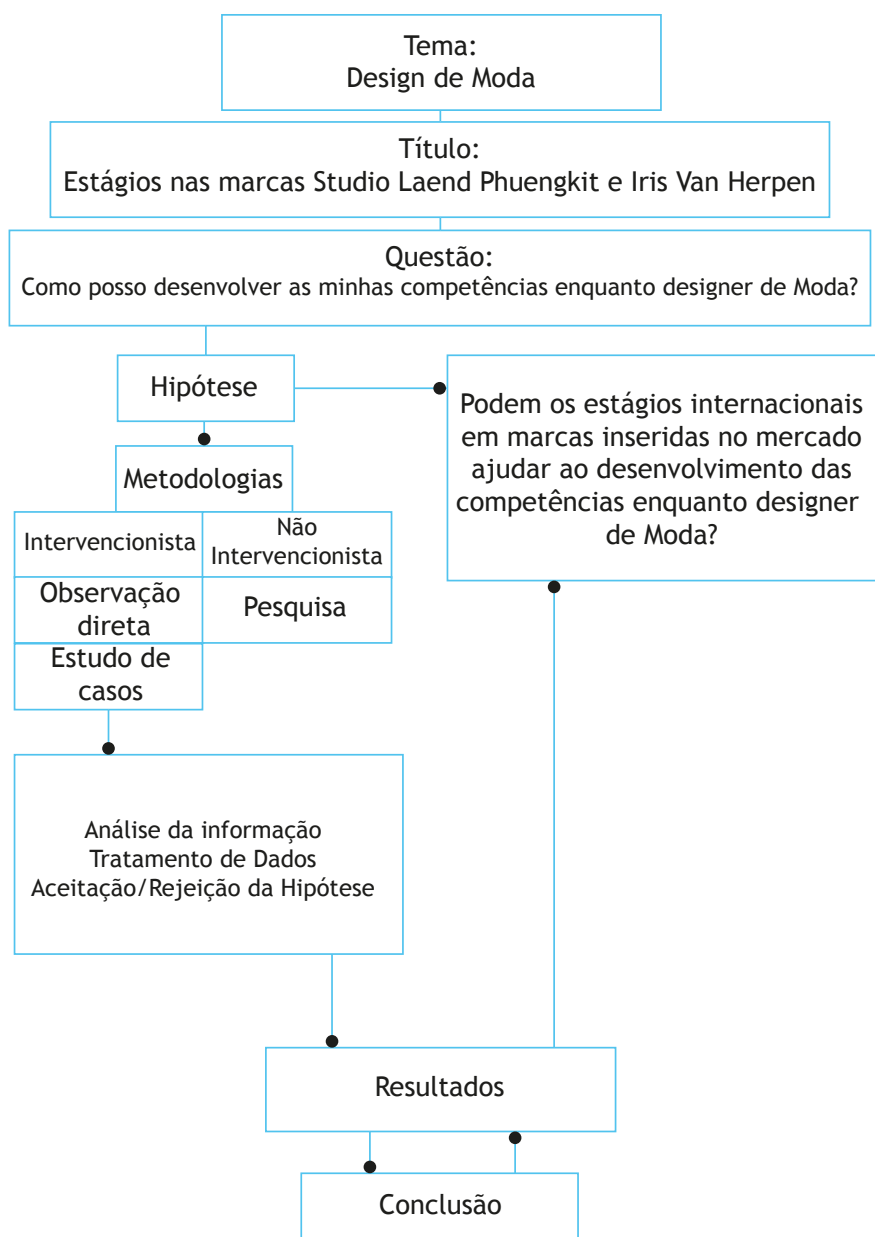 Tema:
Design de Moda
Título:
Estágios nas marcas Studio Laend Phuengkit e Iris Van Herpen
Questão:
Como posso desenvolver as minhas competências enquanto designer de Moda?
Hipótese
Podem os estágios internacionais
em marcas inseridas no mercado
ajudar ao desenvolvimento das
competências enquanto designer
de Moda?
Metodologias
Intervencionista
Não
Intervencionista
Observação
direta
Pesquisa
Estudo de
casos
Análise da informação
Tratamento de Dados
Aceitação/Rejeição da Hipótese
Resultados
Conclusão